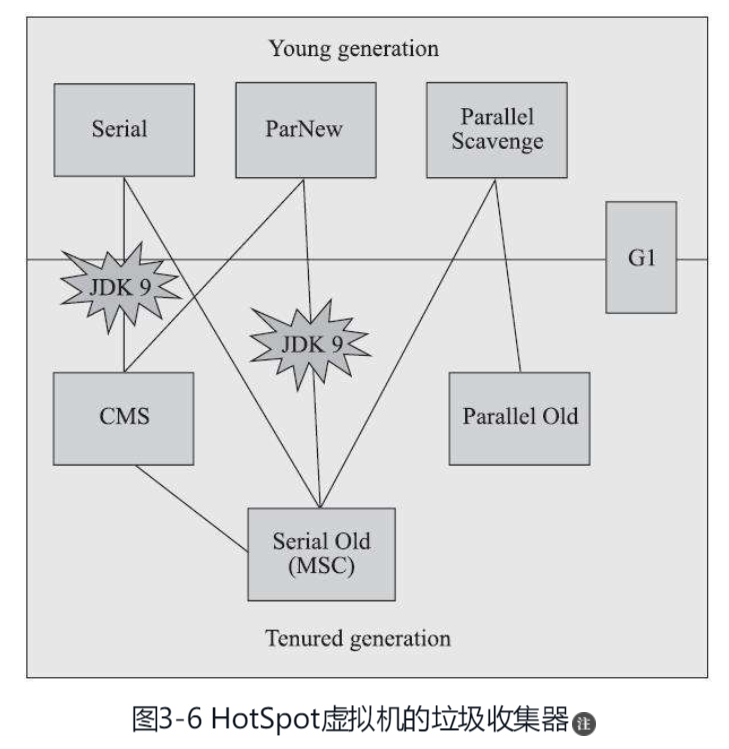 Young generation
Serial
ParNew
Parallel
Scavenge
G1
JDK 9
JDK 9
CMS
Parallel Old
Serial Old
(MSC)
Tenured generation
图3-6 HotSpot虚拟机的垃圾收集器注